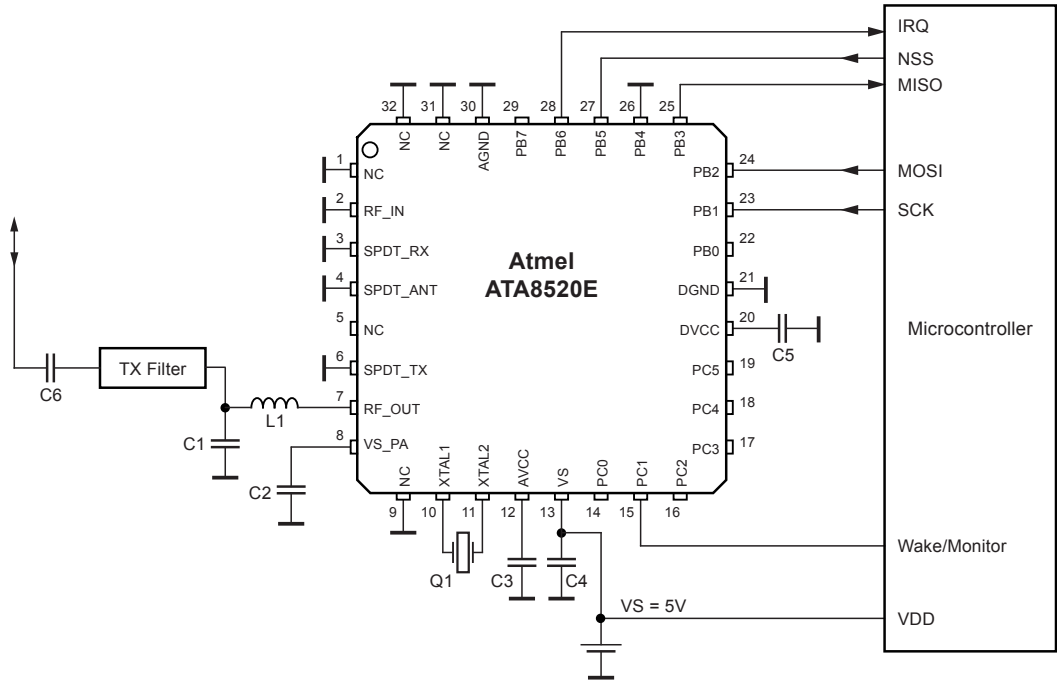 IRQ
NSS
MISO
32 31 30 29 28 27 26 25
NC NC AGND PB7 PB6 PB5 PB4 PB3
1 NC
PB2 24 MOSI
2 RF_IN
PB1 23 SCK
3 SPDT_RX
PB0 22
Atmel
ATA8520E
4 SPDT_ANT
DGND 21
5 NC
DVCC 20
C5
Microcontroller
6 SPDT_TX
PC5 19
TX Filter
C6
7 RF_OUT
PC4 18
L1
C1
8 VS_PA
PC3 17
C2
NC XTAL1 XTAL2 AVCC VS PC0 PC1 PC2
9 10 11 12 13 14 15 16
Wake/Monitor
Q1 C3 C4
VS = 5V
VDD